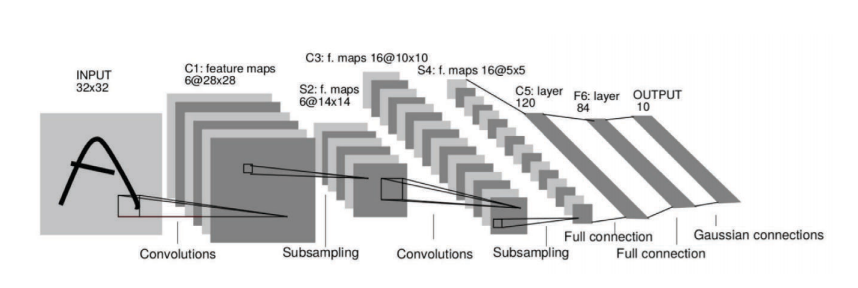 INPUT
32x32
C1: feature maps
6@28x28
S2: f. maps
6@14x14
C3: f. maps 16@10x10
S4: f. maps 16@5x5
C5: layer
120
F6: layer
84
OUTPUT
10
A
Convolutions
Subsampling
Convolutions
Subsampling
Full connection
Full connection
Gaussian connections